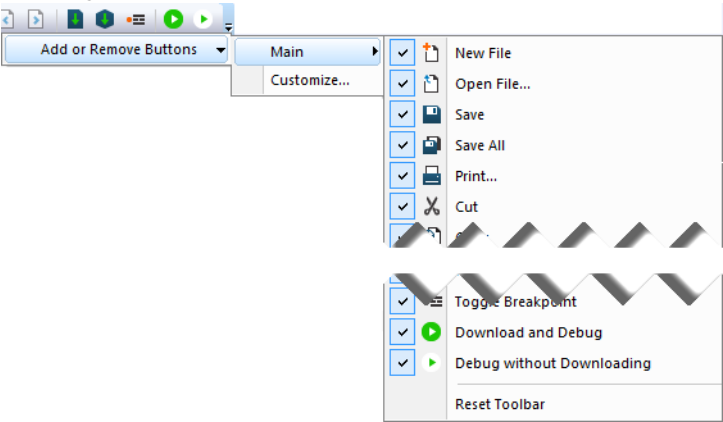 Add or Remove Buttons
Main
Customize...
New File
Open File...
Save
Save All
Print...
Cut
Toggle Breakpoint
Download and Debug
Debug without Downloading
Reset Toolbar